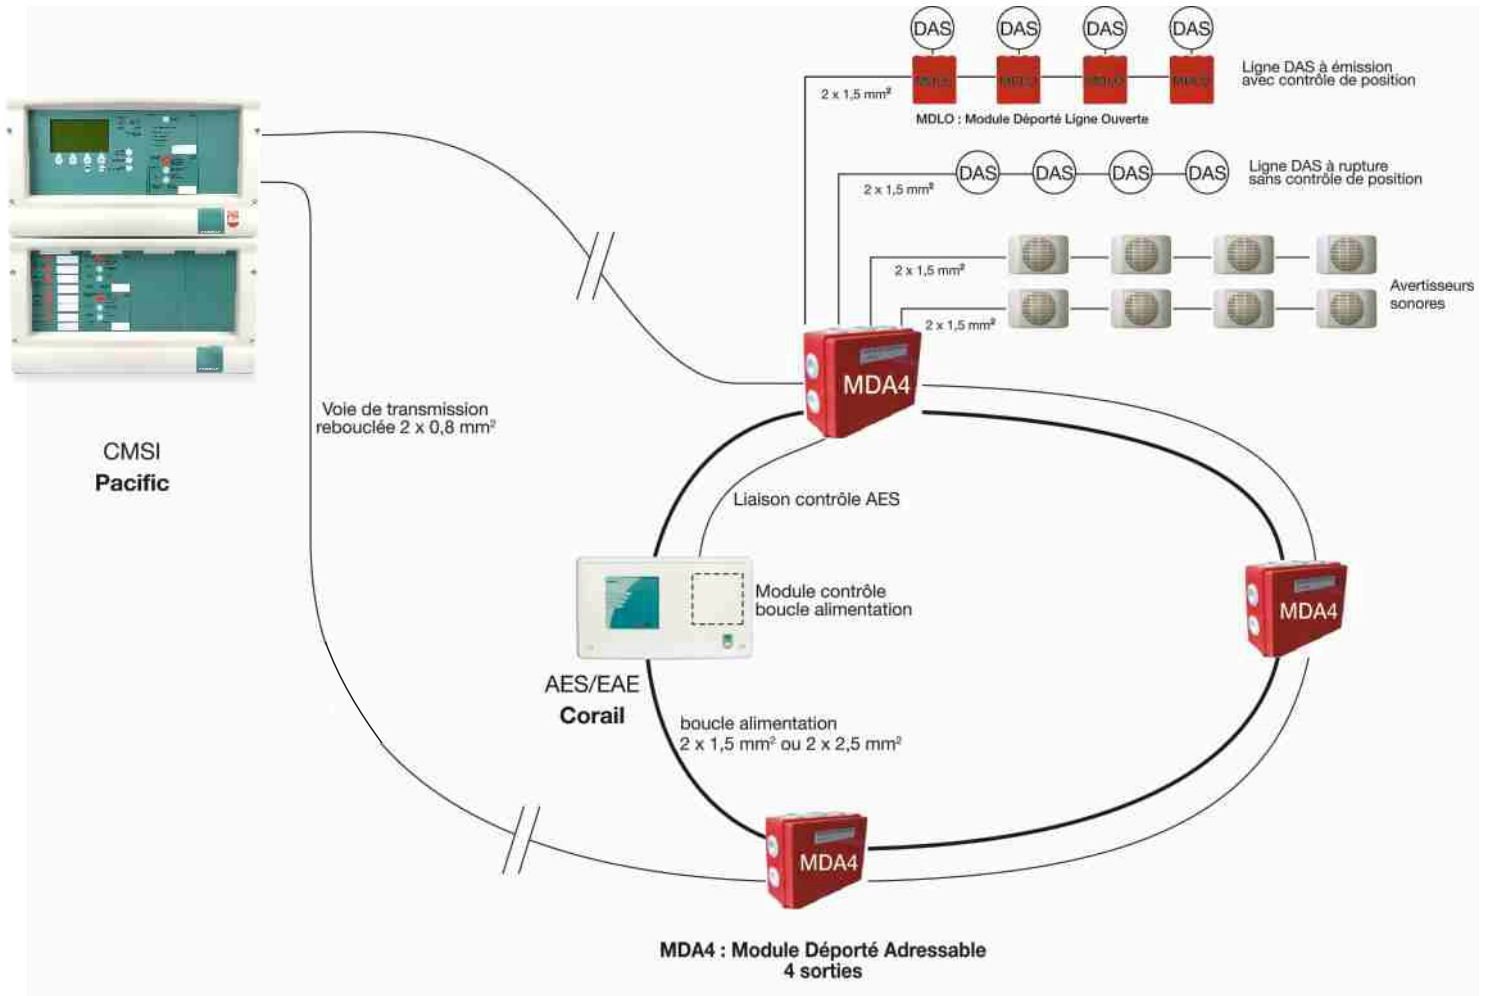 DAS DAS DAS DAS
MDLO MDLO MDLO MDLO
Ligne DAS à émission
avec contrôle de position
2 x 1,5 mm²
MDLO : Module Déporté Ligne Ouverte
DAS DAS DAS DAS
Ligne DAS à rupture
sans contrôle de position
2 x 1,5 mm²
2 x 1,5 mm²
Avertisseurs
sonores
2 x 1,5 mm²
MDA4
Voie de transmission
rebouclée 2 x 0,8 mm²
CMSI
Pacific
Liaison contrôle AES
Module contrôle
boucle alimentation
MDA4
AES/EAE
Corail
boucle alimentation
2 x 1,5 mm² ou 2 x 2,5 mm²
MDA4
MDA4 : Module Déporté Adressable
4 sorties